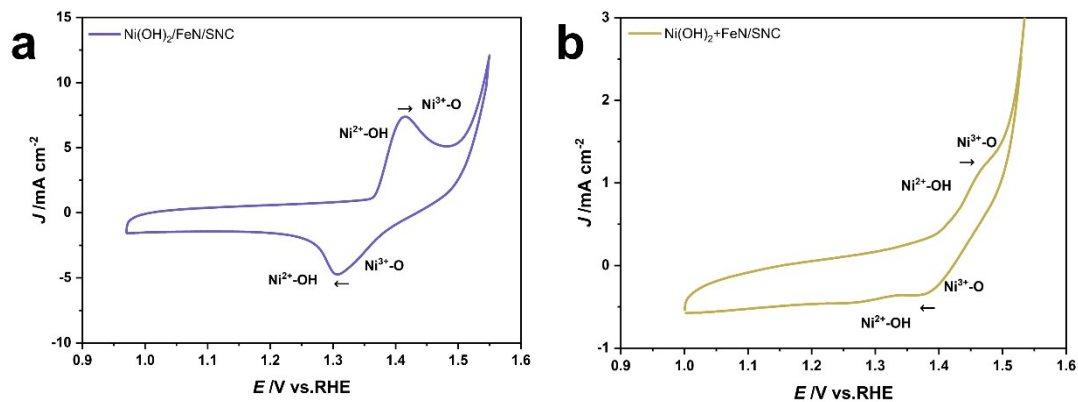 a
Ni(OH)₂/FeN/SNC
15
10
5
0
-5
-10
J /mA cm⁻²
Ni²⁺-OH
→
Ni³⁺-O
Ni²⁺-OH
←
Ni³⁺-O
0.9 1.0 1.1 1.2 1.3 1.4 1.5 1.6
E /V vs.RHE
b
Ni(OH)₂+FeN/SNC
3
2
1
0
-1
J /mA cm⁻²
→
Ni³⁺-O
Ni²⁺-OH
Ni³⁺-O
Ni²⁺-OH
←
0.9 1.0 1.1 1.2 1.3 1.4 1.5 1.6
E /V vs.RHE